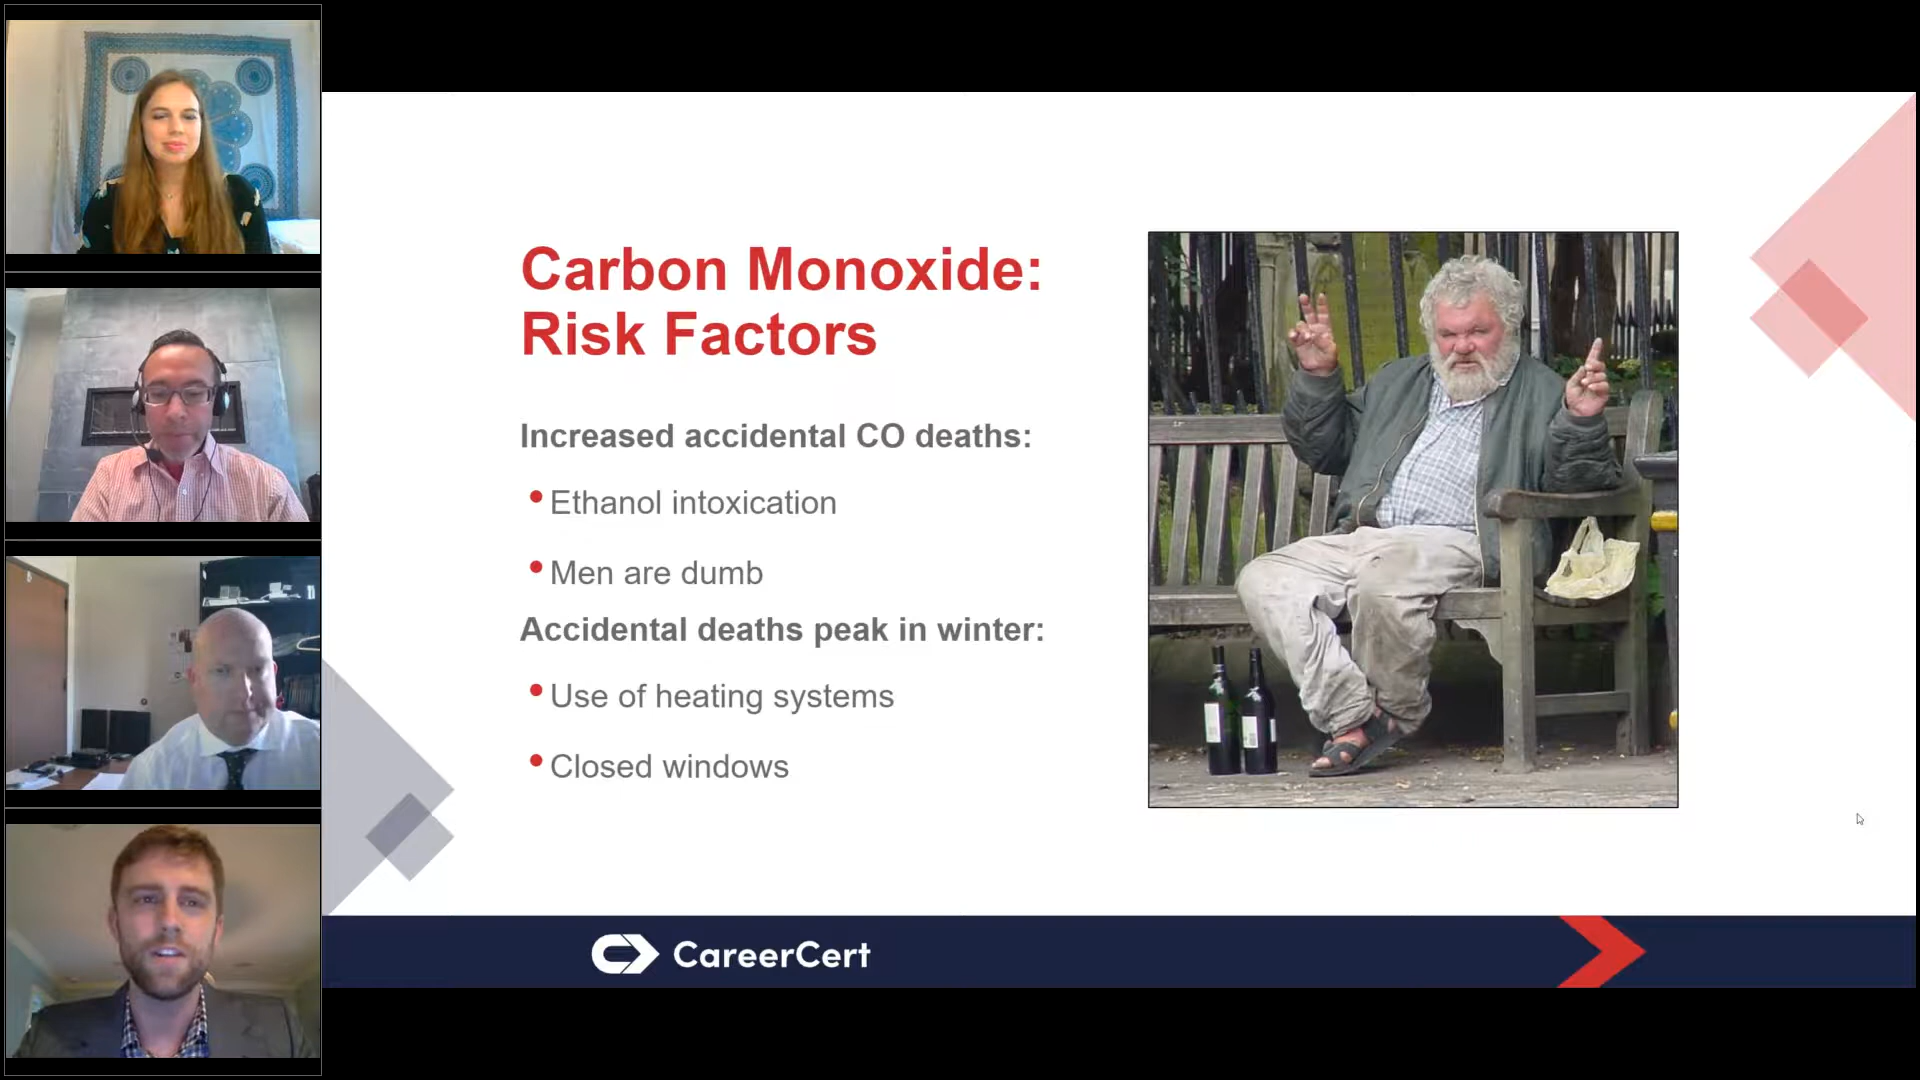 Carbon Monoxide:
Risk Factors
Increased accidental CO deaths:
• Ethanol intoxication
• Men are dumb
Accidental deaths peak in winter:
• Use of heating systems
• Closed windows
CareerCert